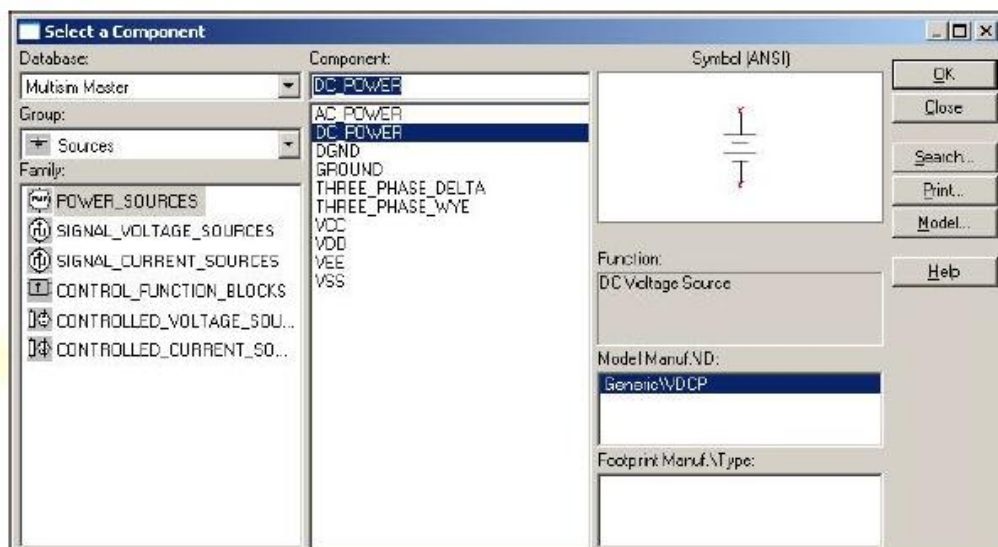 Select a Component
Database:
Multisim Master
Group:
Sources
Family:
POWER_SOURCES
SIGNAL_VOLTAGE_SOURCES
SIGNAL_CURRENT_SOURCES
CONTROL_FUNCTION_BLOCKS
CONTROLLED_VOLTAGE_SOU...
CONTROLLED_CURRENT_SO...
Component:
DC_POWER
AC_POWER
DC_POWER
DGND
GROUND
THREE_PHASE_DELTA
THREE_PHASE_WYE
VCC
VDD
VEE
VSS
Symbol (ANSI)
Function:
DC Voltage Source
Model Manuf.\ID:
Generic\VDCP
Footprint Manuf.\Type:
OK
Close
Search...
Print...
Model...
Help